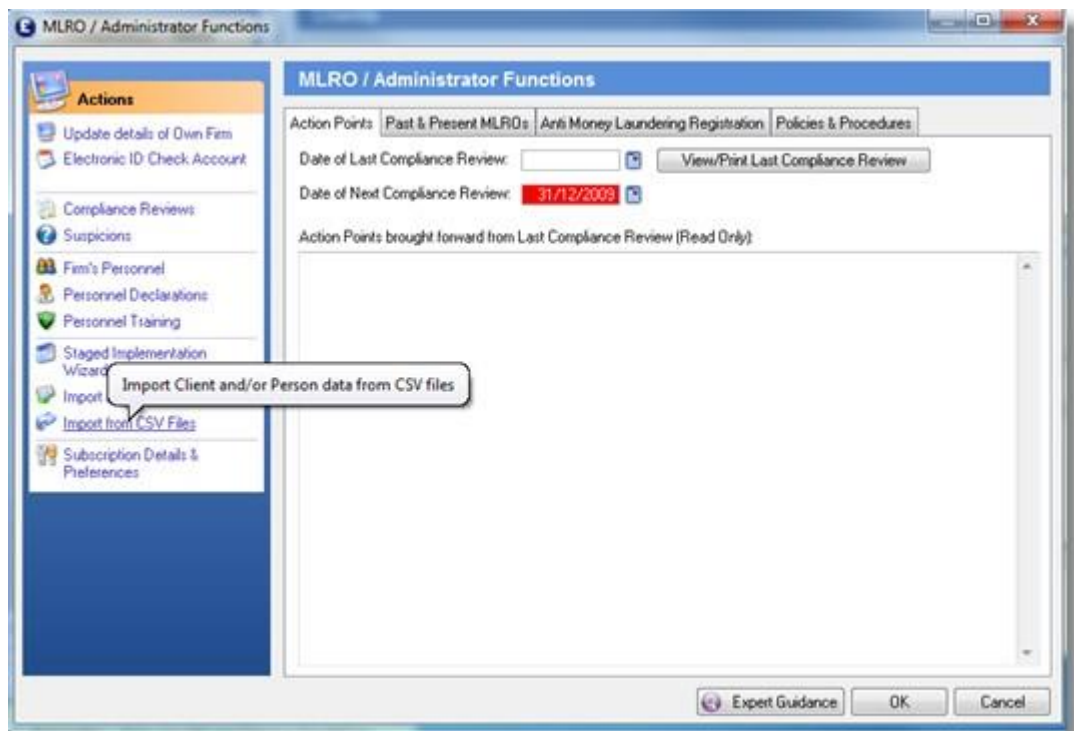 MLRO / Administrator Functions
Actions
Update details of Own Firm
Electronic ID Check Account
Compliance Reviews
Suspicions
Firm's Personnel
Personnel Declarations
Personnel Training
Staged Implementation
Wizard
Import
Import from CSV Files
Subscription Details &
Preferences
Import Client and/or Person data from CSV files
MLRO / Administrator Functions
Action Points Past & Present MLROs Anti Money Laundering Registration Policies & Procedures
Date of Last Compliance Review: View/Print Last Compliance Review
Date of Next Compliance Review: 31/12/2009
Action Points brought forward from Last Compliance Review (Read Only):
Expert Guidance OK Cancel